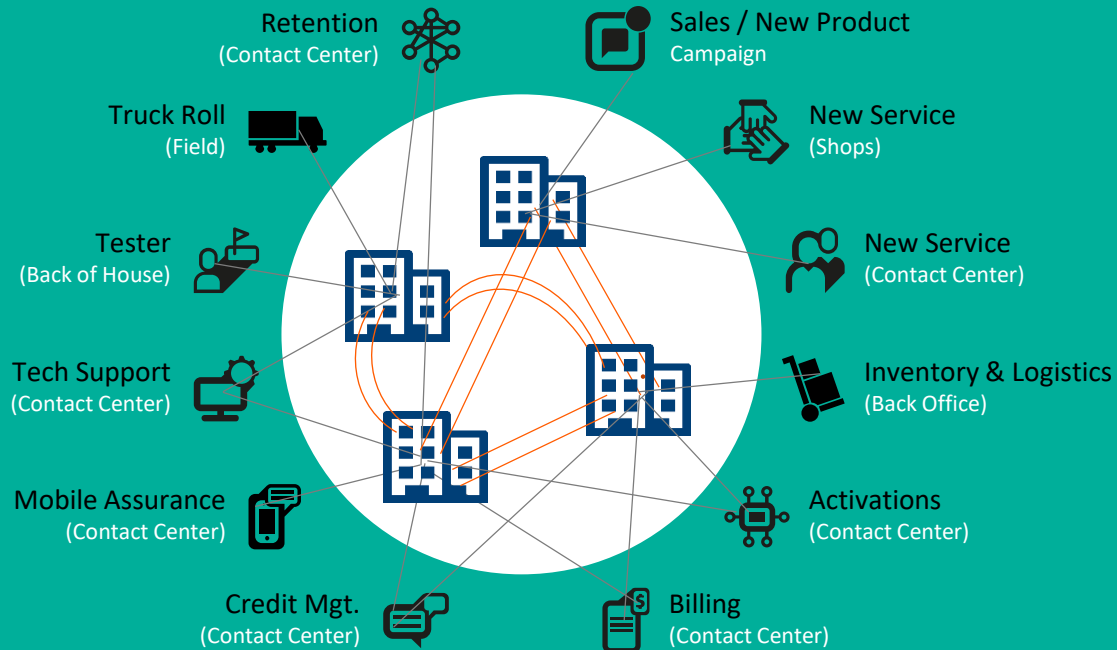 Retention
(Contact Center)
Sales / New Product
Campaign
Truck Roll
(Field)
New Service
(Shops)
Tester
(Back of House)
New Service
(Contact Center)
Tech Support
(Contact Center)
Inventory & Logistics
(Back Office)
Mobile Assurance
(Contact Center)
Activations
(Contact Center)
Credit Mgt.
(Contact Center)
$
Billing
(Contact Center)